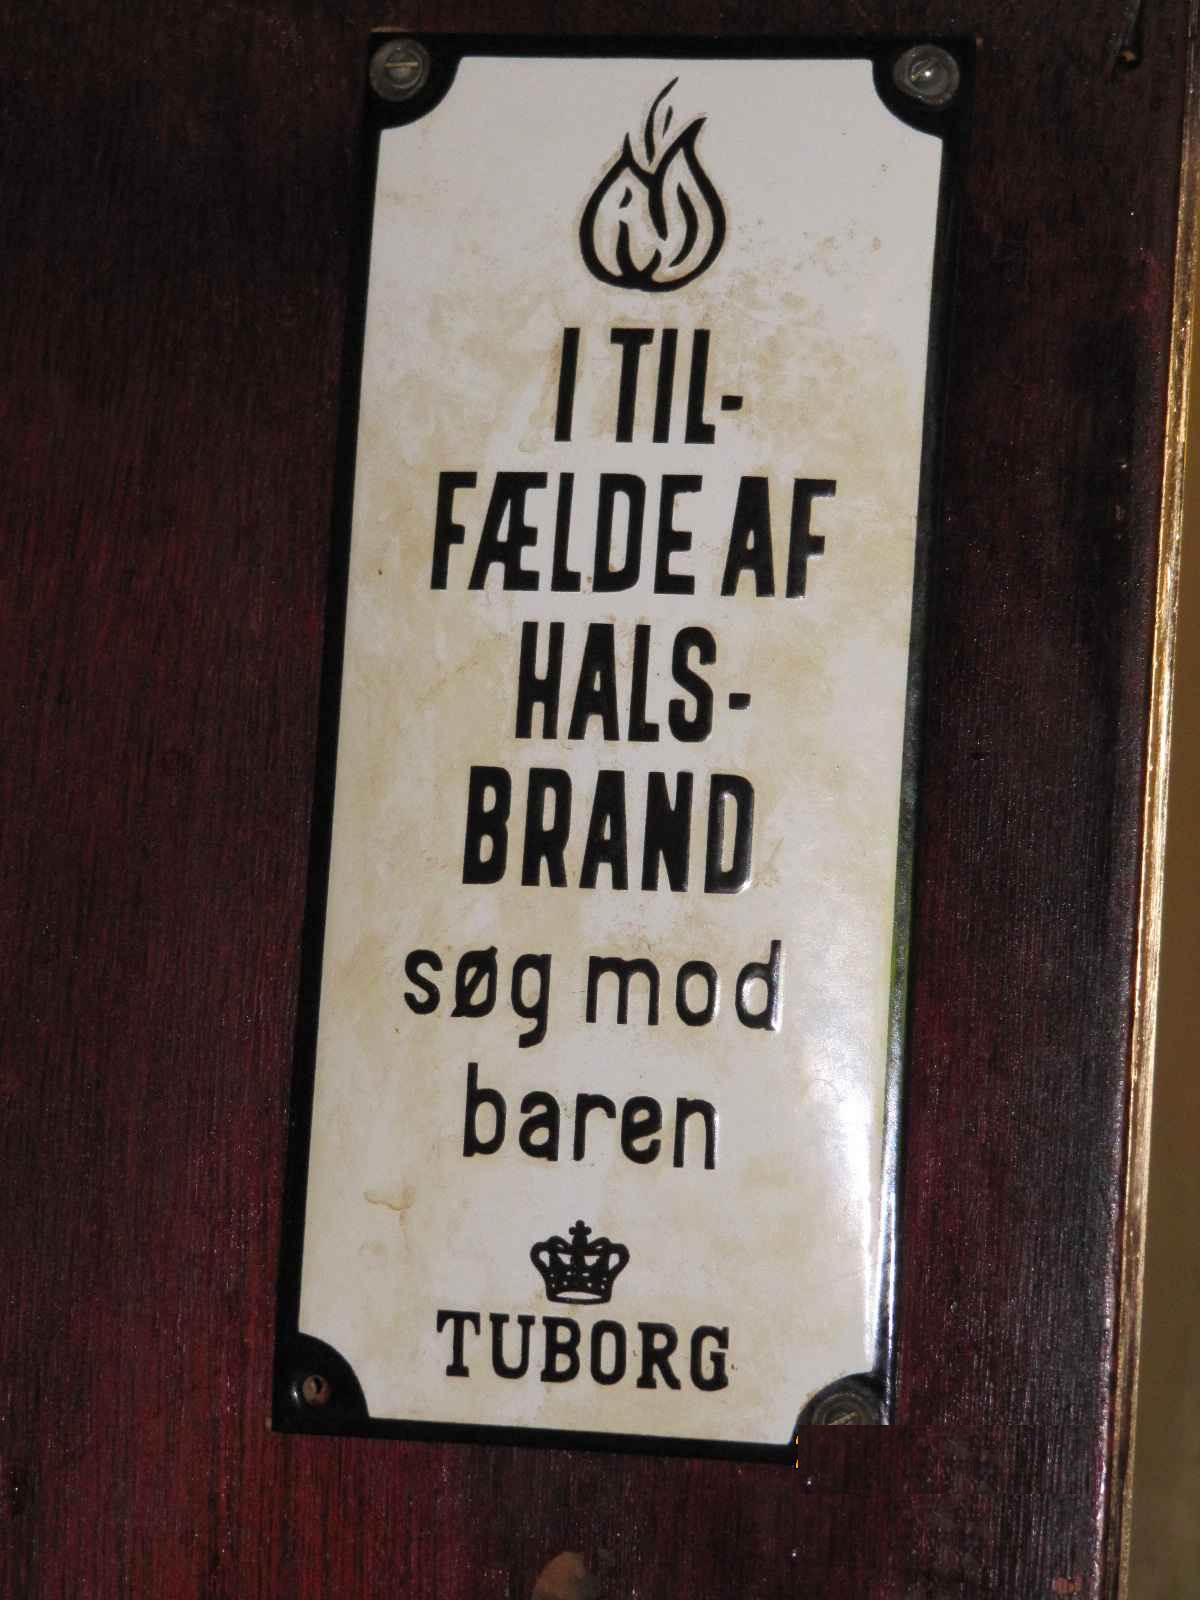 I TIL-
FÆLDE AF
HALS-
BRAND
søg mod
baren
TUBORG